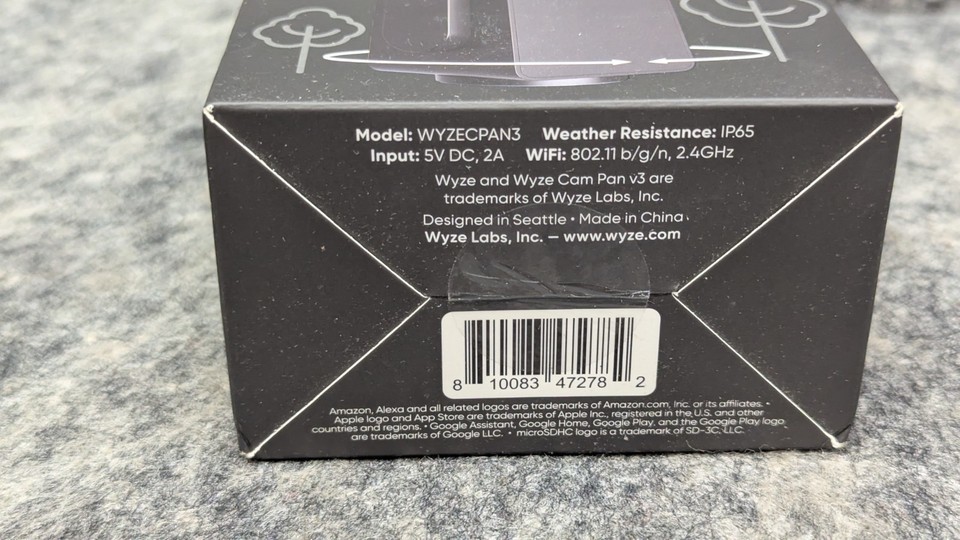 Model: WYZECPAN3 Weather Resistance: IP65
Input: 5V DC, 2A WiFi: 802.11 b/g/n, 2.4GHz
Wyze and Wyze Cam Pan v3 are
trademarks of Wyze Labs, Inc.
Designed in Seattle • Made in China
Wyze Labs, Inc. – www.wyze.com
8 10083 47278 2
Amazon, Alexa and all related logos are trademarks of Amazon.com, Inc. or its affiliates. •
Apple logo and App Store are trademarks of Apple Inc., registered in the U.S. and other
countries and regions. • Google Assistant, Google Home, Google Play, and the Google Play logo
are trademarks of Google LLC. • microSDHC logo is a trademark of SD-3C, LLC.